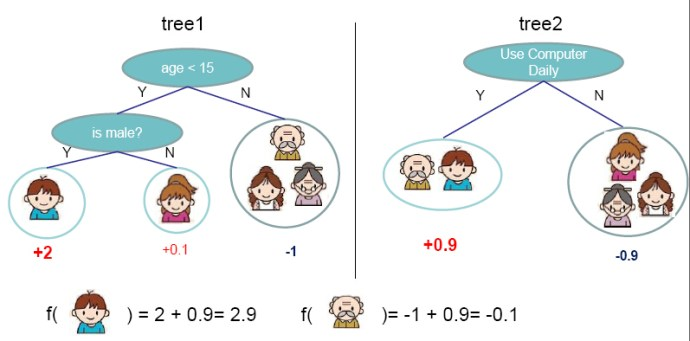 tree1
tree2
age < 15
Use Computer
Daily
Y
N
Y
N
is male?
Y
N
+2
+0.1
-1
+0.9
-0.9
f( ) = 2 + 0.9= 2.9
f( )= -1 + 0.9= -0.1